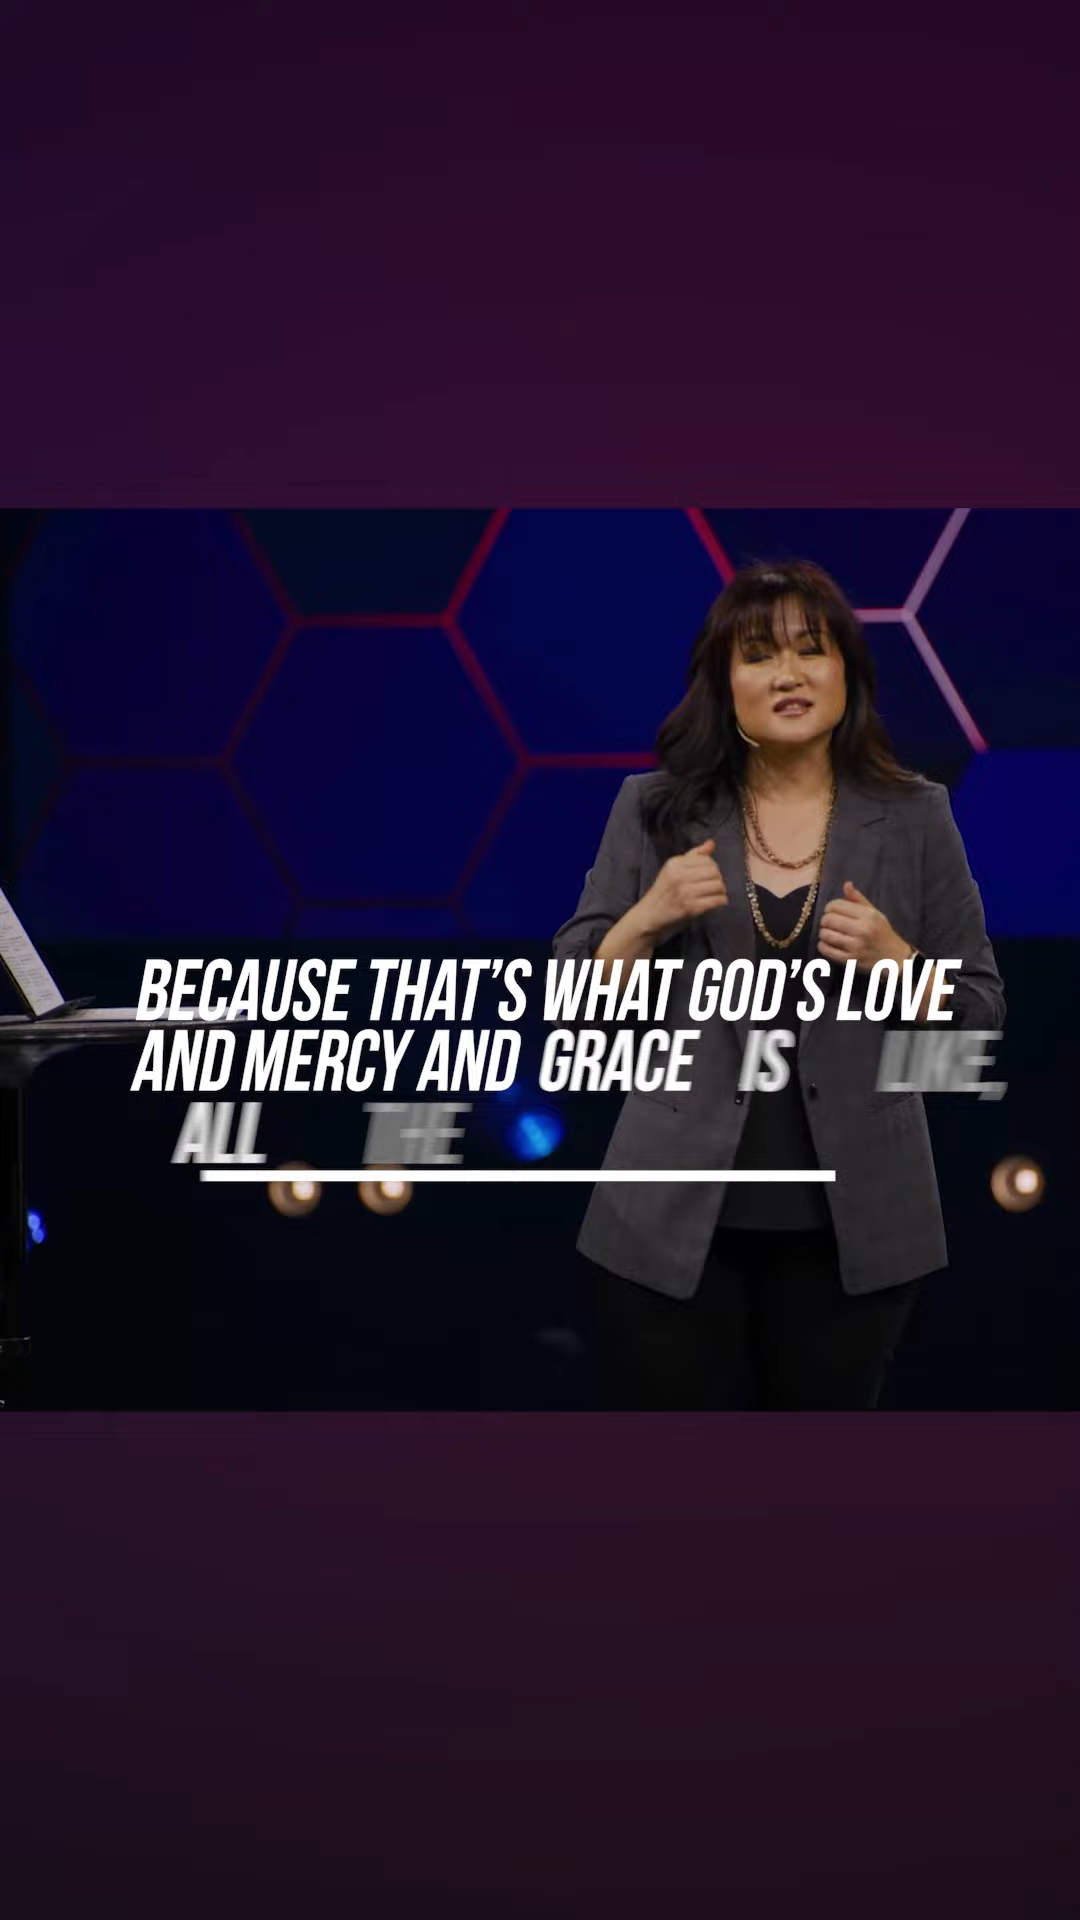 BECAUSE THAT’S WHAT GOD’S LOVE
AND MERCY AND GRACE IS LIKE,
ALL THE